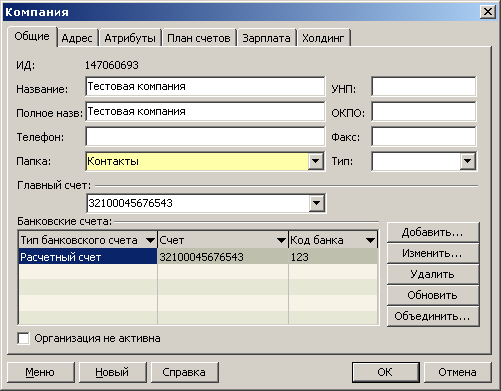 Компания
Общие Адрес Атрибуты План счетов Зарплата Холдинг
ИД: 147060693
Название: Тестовая компания УНП:
Полное назв: Тестовая компания ОКПО:
Телефон: Факс:
Папка: Контакты Тип:
Главный счет:
32100045676543
Банковские счета:
Добавить...
Тип банковского счета Счет Код банка
Изменить...
Расчетный счет 32100045676543 123
Удалить
Обновить
Объединить...
Организация не активна
Меню Новый Справка OK Отмена